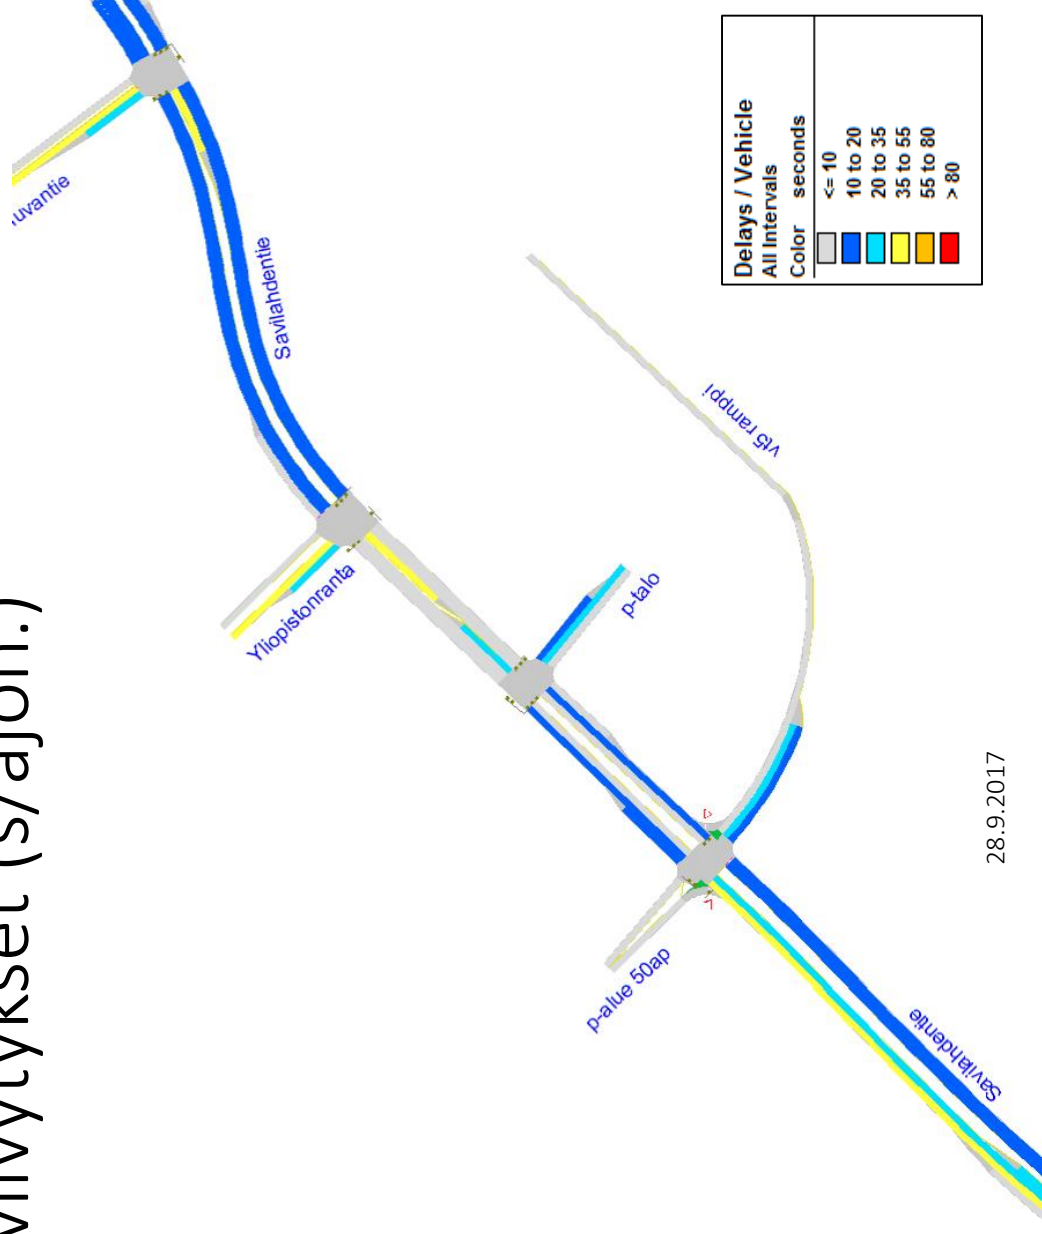 viivytykset (s/ajon.)
uvantie
Savilahdentie
Yliopistonranta
p-talo
vt5 ramppi
p-alue 50ap
Savilahdentie
Delays / Vehicle
All Intervals
Color seconds
<= 10
10 to 20
20 to 35
35 to 55
55 to 80
> 80
28.9.2017